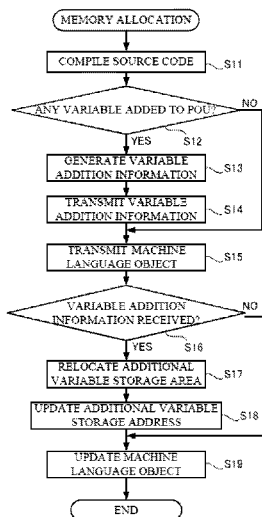 MEMORY ALLOCATION
COMPILE SOURCE CODE
S11
ANY VARIABLE ADDED TO POU?
NO
S12
YES
GENERATE VARIABLE
ADDITION INFORMATION
S13
TRANSMIT VARIABLE
ADDITION INFORMATION
S14
TRANSMIT MACHINE
LANGUAGE OBJECT
S15
VARIABLE ADDITION
INFORMATION RECEIVED?
NO
S16
YES
RELOCATE ADDITIONAL
VARIABLE STORAGE AREA
S17
UPDATE ADDITIONAL VARIABLE
STORAGE ADDRESS
S18
UPDATE MACHINE
LANGUAGE OBJECT
S19
END